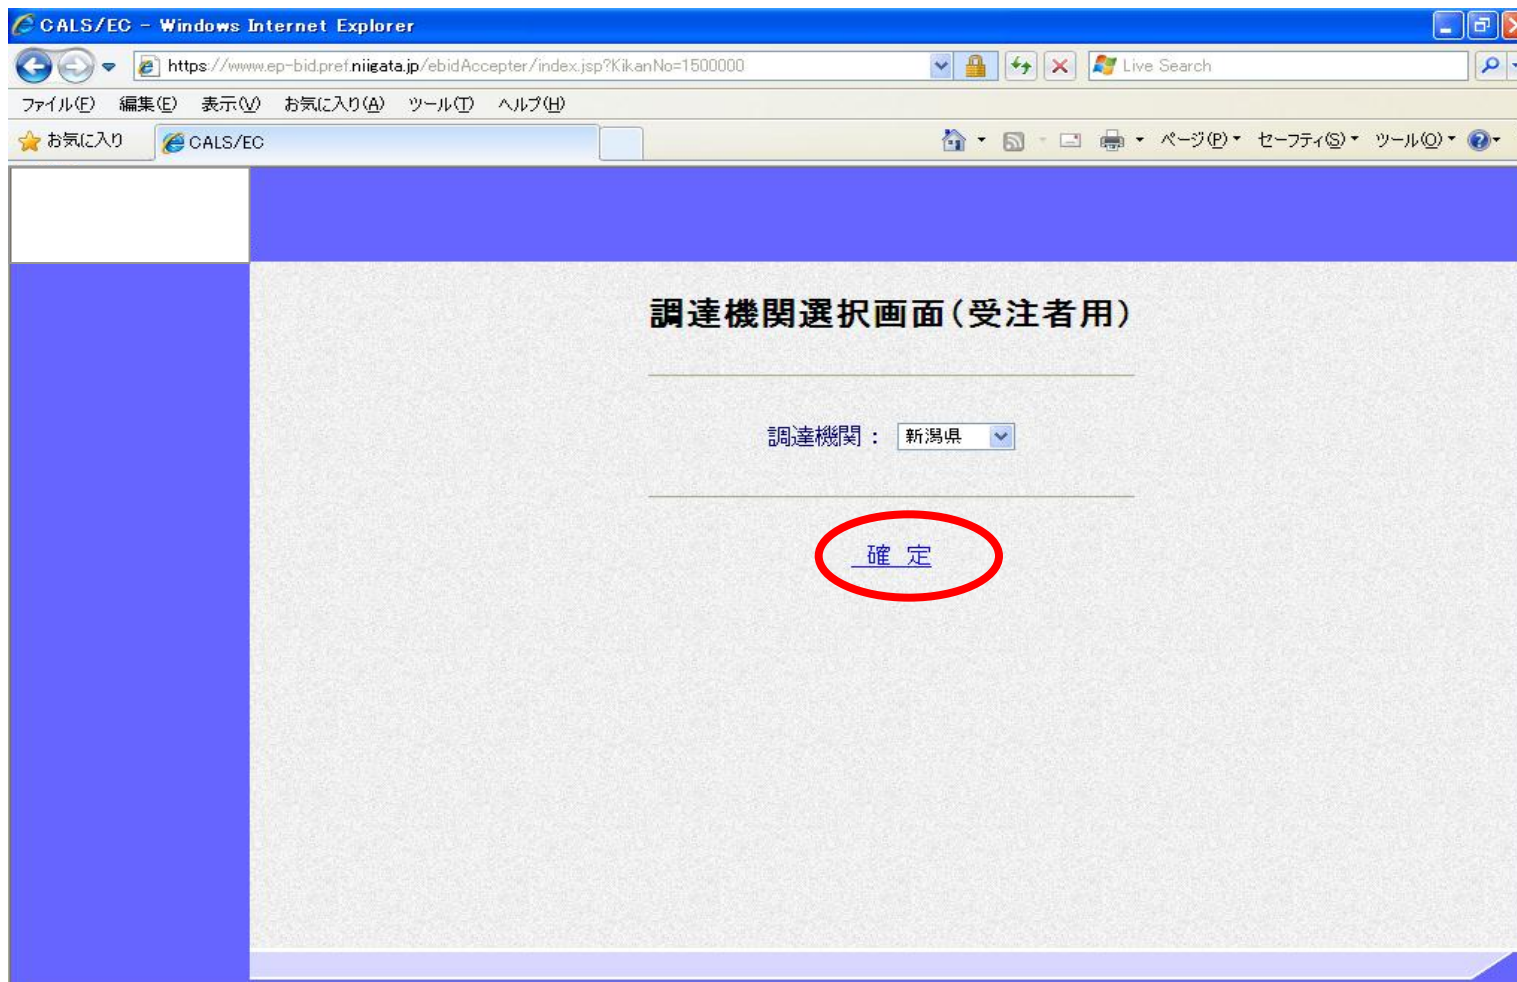 CALS/EC - Windows Internet Explorer
https://www.ep-bid.pref.niigata.jp/ebidAccepter/index.jsp?KikanNo=1500000 Live Search
ファイル(F) 編集(E) 表示(V) お気に入り(A) ツール(T) ヘルプ(H)
お気に入り CALS/EC ページ(P) セーフティ(S) ツール(O)
調達機関選択画面(受注者用)
調達機関: 新潟県
確 定